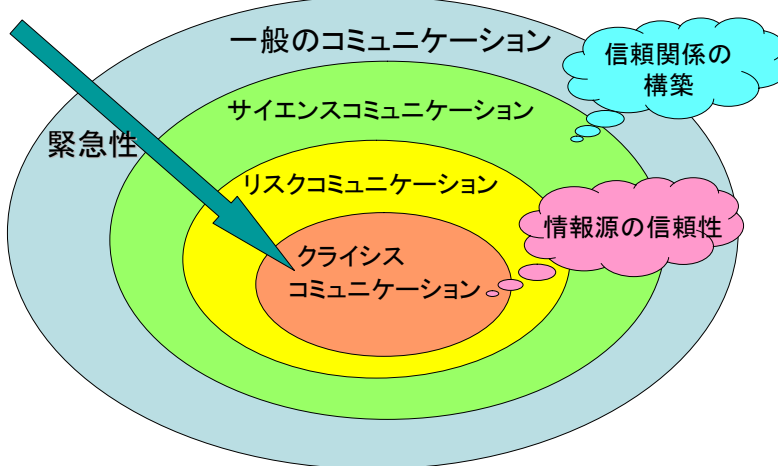 一般のコミュニケーション
信頼関係の
構築
サイエンスコミュニケーション
緊急性
リスクコミュニケーション
情報源の信頼性
クライシス
コミュニケーション